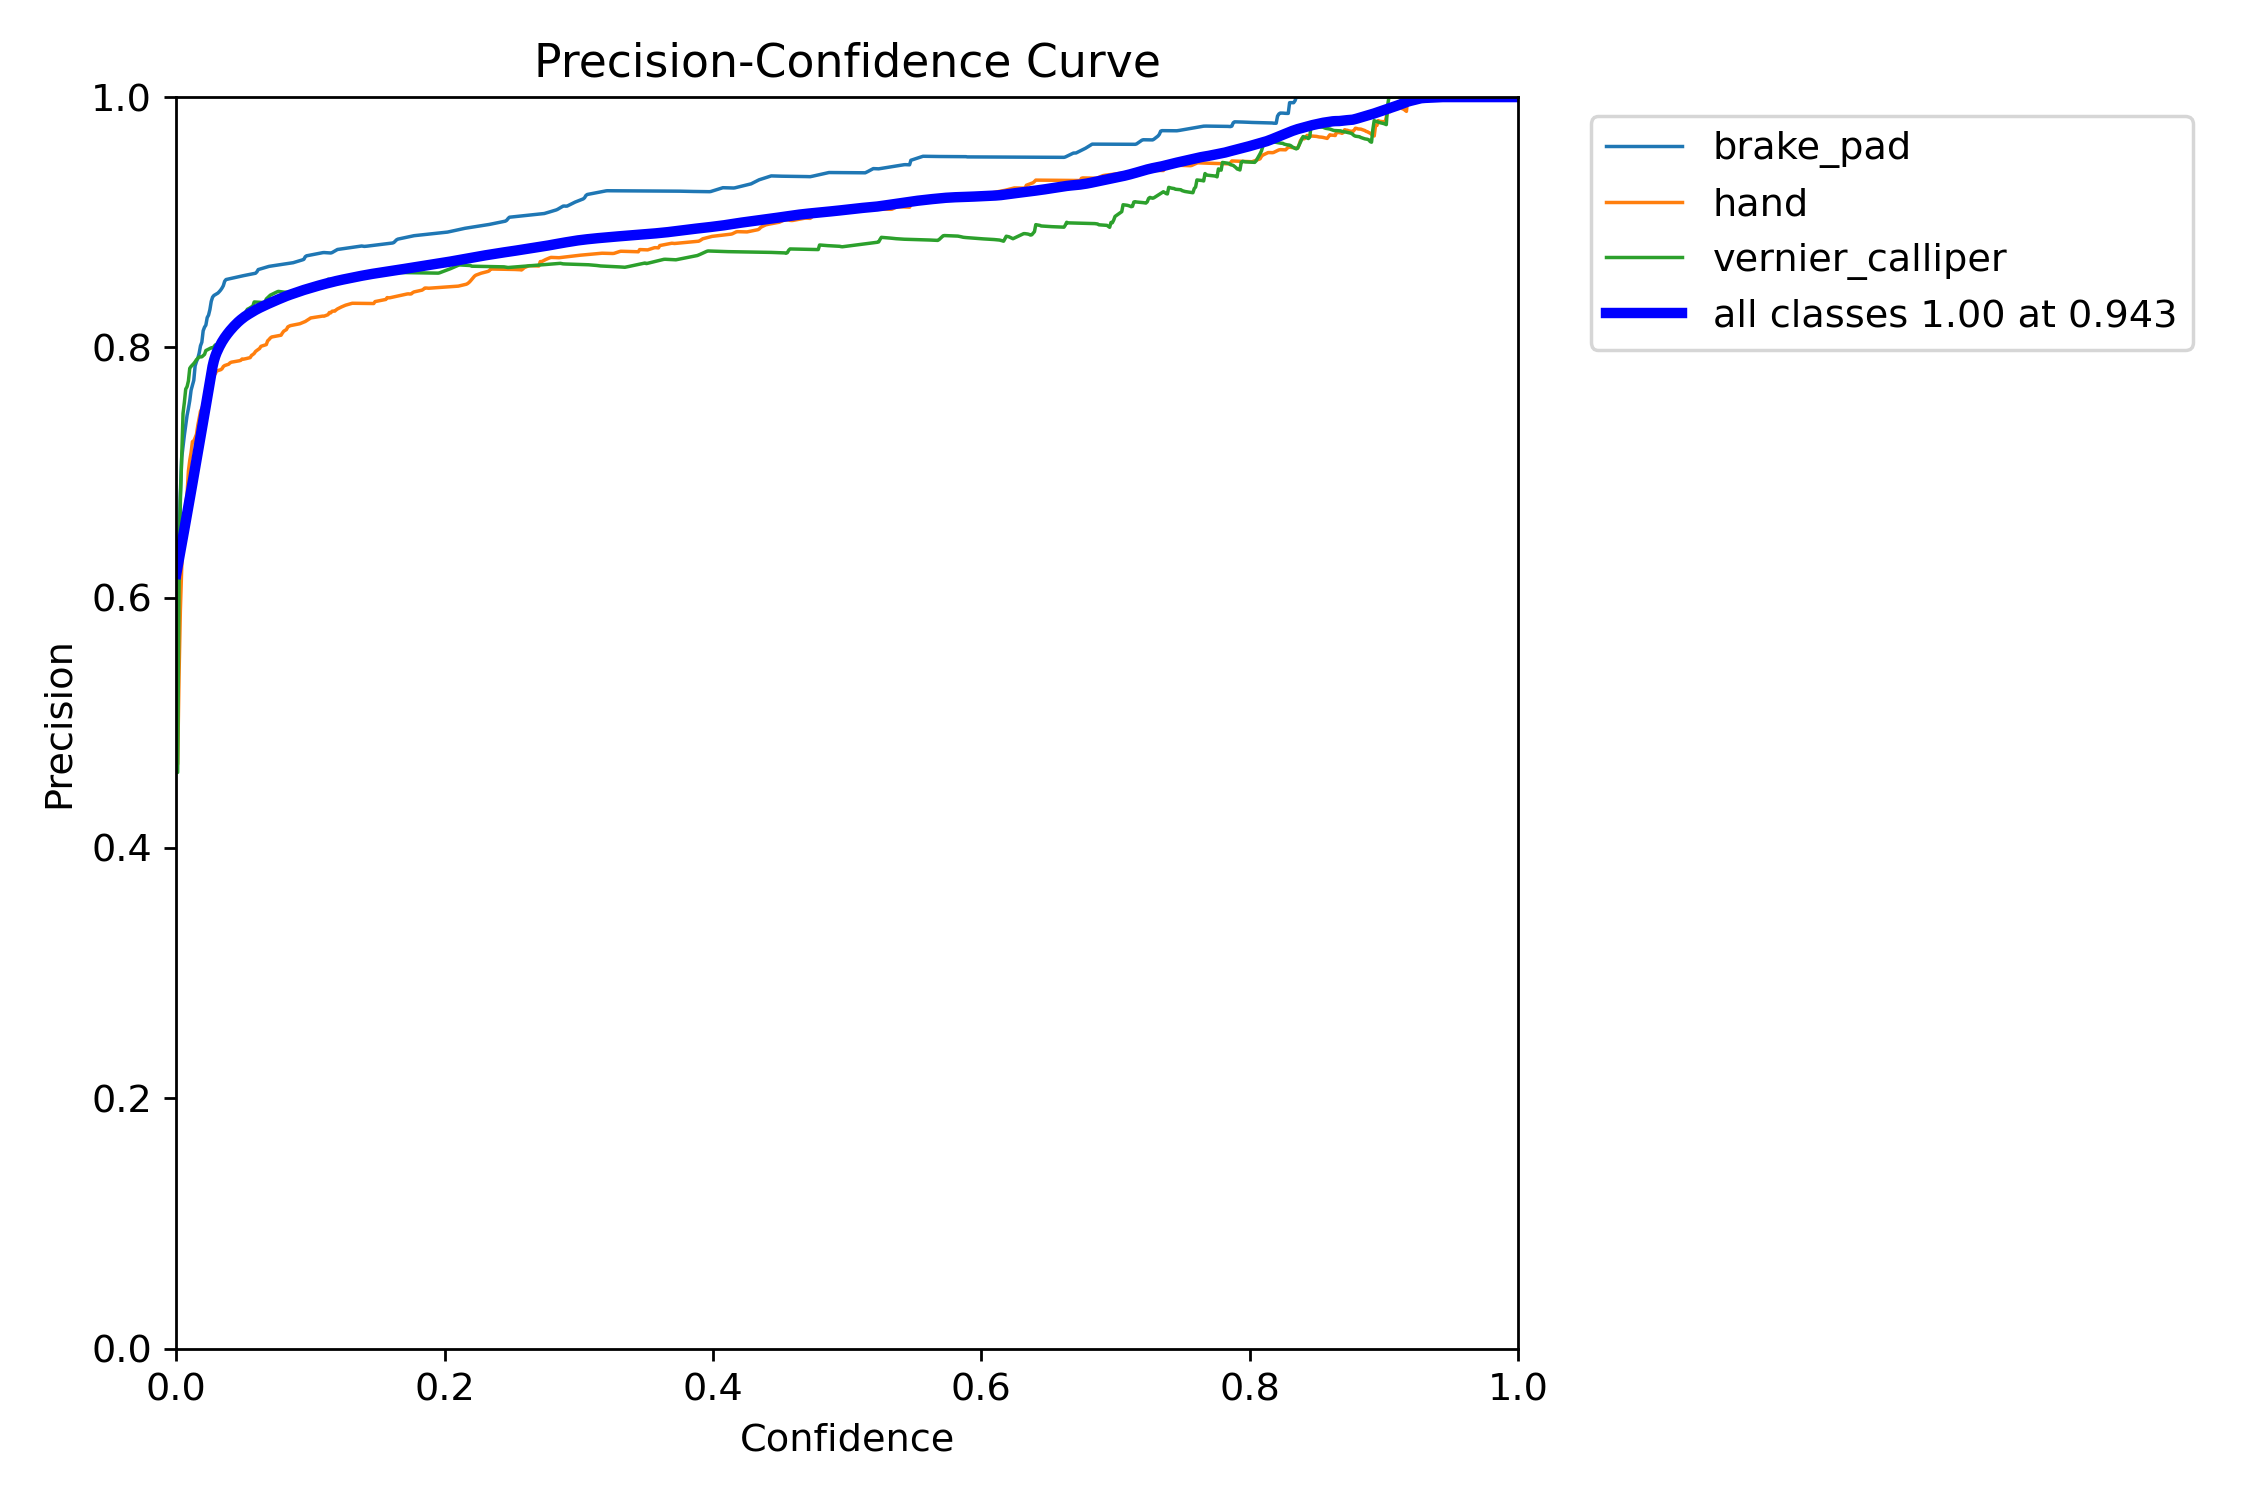 Precision-Confidence Curve
1.0
0.8
0.6
0.4
0.2
0.0
Precision
0.0 0.2 0.4 0.6 0.8 1.0
Confidence
brake_pad
hand
vernier_calliper
all classes 1.00 at 0.943